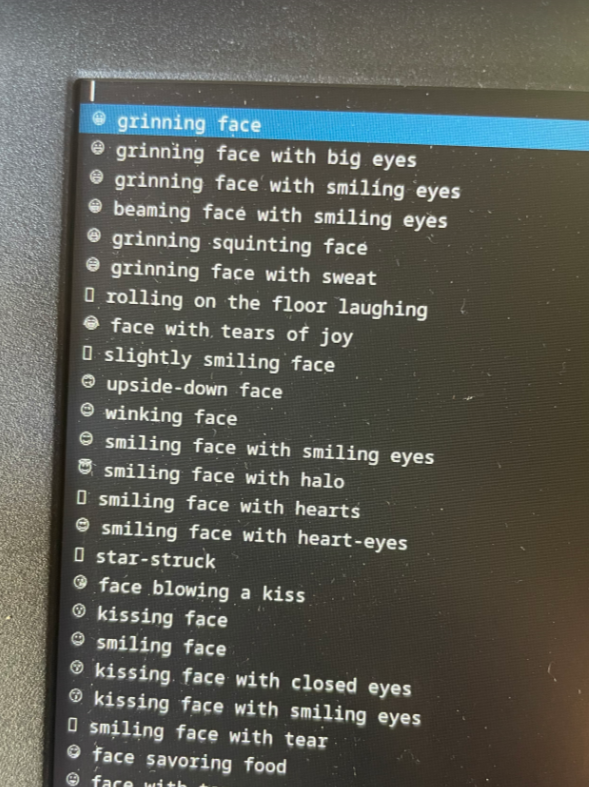 😀 grinning face
😃 grinning face with big eyes
😄 grinning face with smiling eyes
😁 beaming face with smiling eyes
😆 grinning squinting face
😅 grinning face with sweat
▯ rolling on the floor laughing
😂 face with tears of joy
▯ slightly smiling face
🙃 upside-down face
😉 winking face
😊 smiling face with smiling eyes
😇 smiling face with halo
▯ smiling face with hearts
😍 smiling face with heart-eyes
▯ star-struck
😘 face blowing a kiss
😗 kissing face
☺ smiling face
😚 kissing face with closed eyes
😙 kissing face with smiling eyes
▯ smiling face with tear
😋 face savoring food
😛 face with